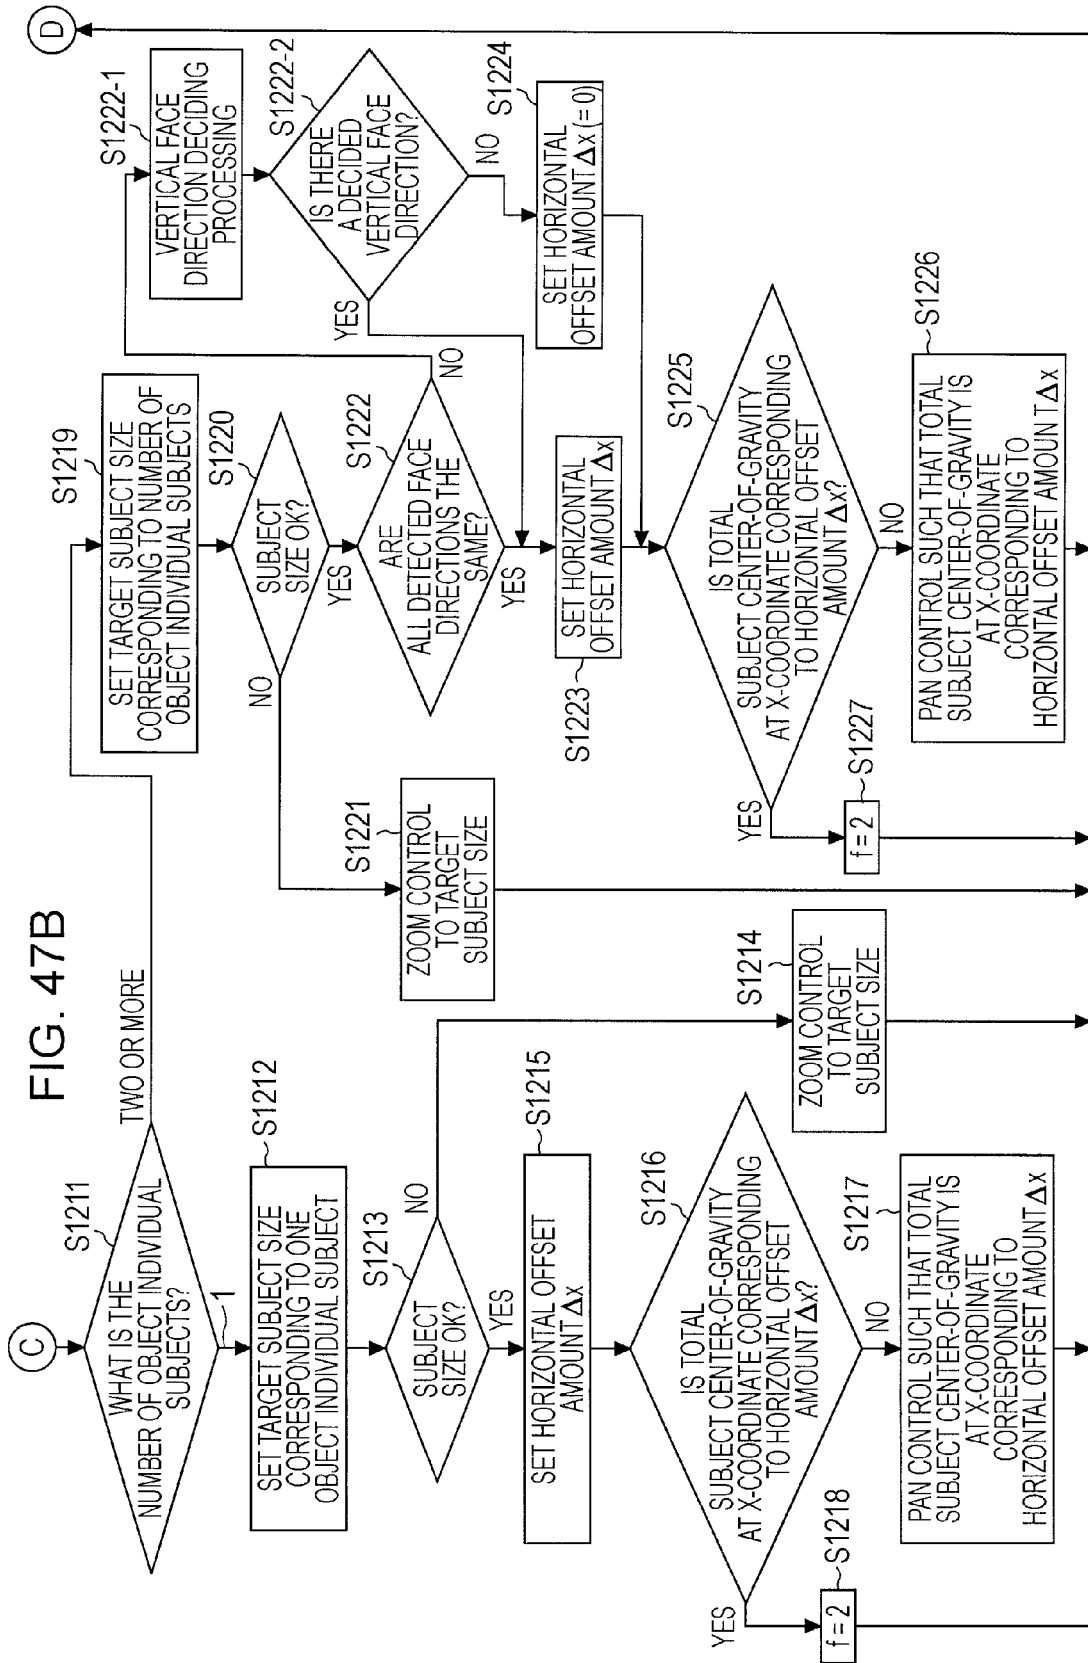 FIG. 47B
C
S1211
WHAT IS THE
NUMBER OF OBJECT INDIVIDUAL
SUBJECTS?
TWO OR MORE
1
S1212
SET TARGET SUBJECT SIZE
CORRESPONDING TO ONE
OBJECT INDIVIDUAL SUBJECT
S1213
SUBJECT
SIZE OK?
NO
YES
S1214
ZOOM CONTROL
TO TARGET
SUBJECT SIZE
S1215
SET HORIZONTAL OFFSET
AMOUNT Δx
S1216
IS TOTAL
SUBJECT CENTER-OF-GRAVITY
AT X-COORDINATE CORRESPONDING
TO HORIZONTAL OFFSET
AMOUNT Δx?
YES
NO
S1218
f = 2
S1217
PAN CONTROL SUCH THAT TOTAL
SUBJECT CENTER-OF-GRAVITY IS
AT X-COORDINATE
CORRESPONDING TO
HORIZONTAL OFFSET AMOUNT Δx
S1219
SET TARGET SUBJECT SIZE
CORRESPONDING TO NUMBER OF
OBJECT INDIVIDUAL SUBJECTS
S1220
SUBJECT
SIZE OK?
NO
YES
S1221
ZOOM CONTROL
TO TARGET
SUBJECT SIZE
S1222
ARE
ALL DETECTED FACE
DIRECTIONS THE
SAME?
NO
YES
S1222-1
VERTICAL FACE
DIRECTION DECIDING
PROCESSING
S1222-2
IS THERE
A DECIDED
VERTICAL FACE
DIRECTION?
YES
NO
S1223
SET HORIZONTAL
OFFSET AMOUNT Δx
S1224
SET HORIZONTAL
OFFSET AMOUNT Δx (= 0)
S1225
IS TOTAL
SUBJECT CENTER-OF-GRAVITY
AT X-COORDINATE CORRESPONDING
TO HORIZONTAL OFFSET
AMOUNT Δx?
YES
NO
S1227
f = 2
S1226
PAN CONTROL SUCH THAT TOTAL
SUBJECT CENTER-OF-GRAVITY IS
AT X-COORDINATE
CORRESPONDING TO
HORIZONTAL OFFSET AMOUNT Δx
D